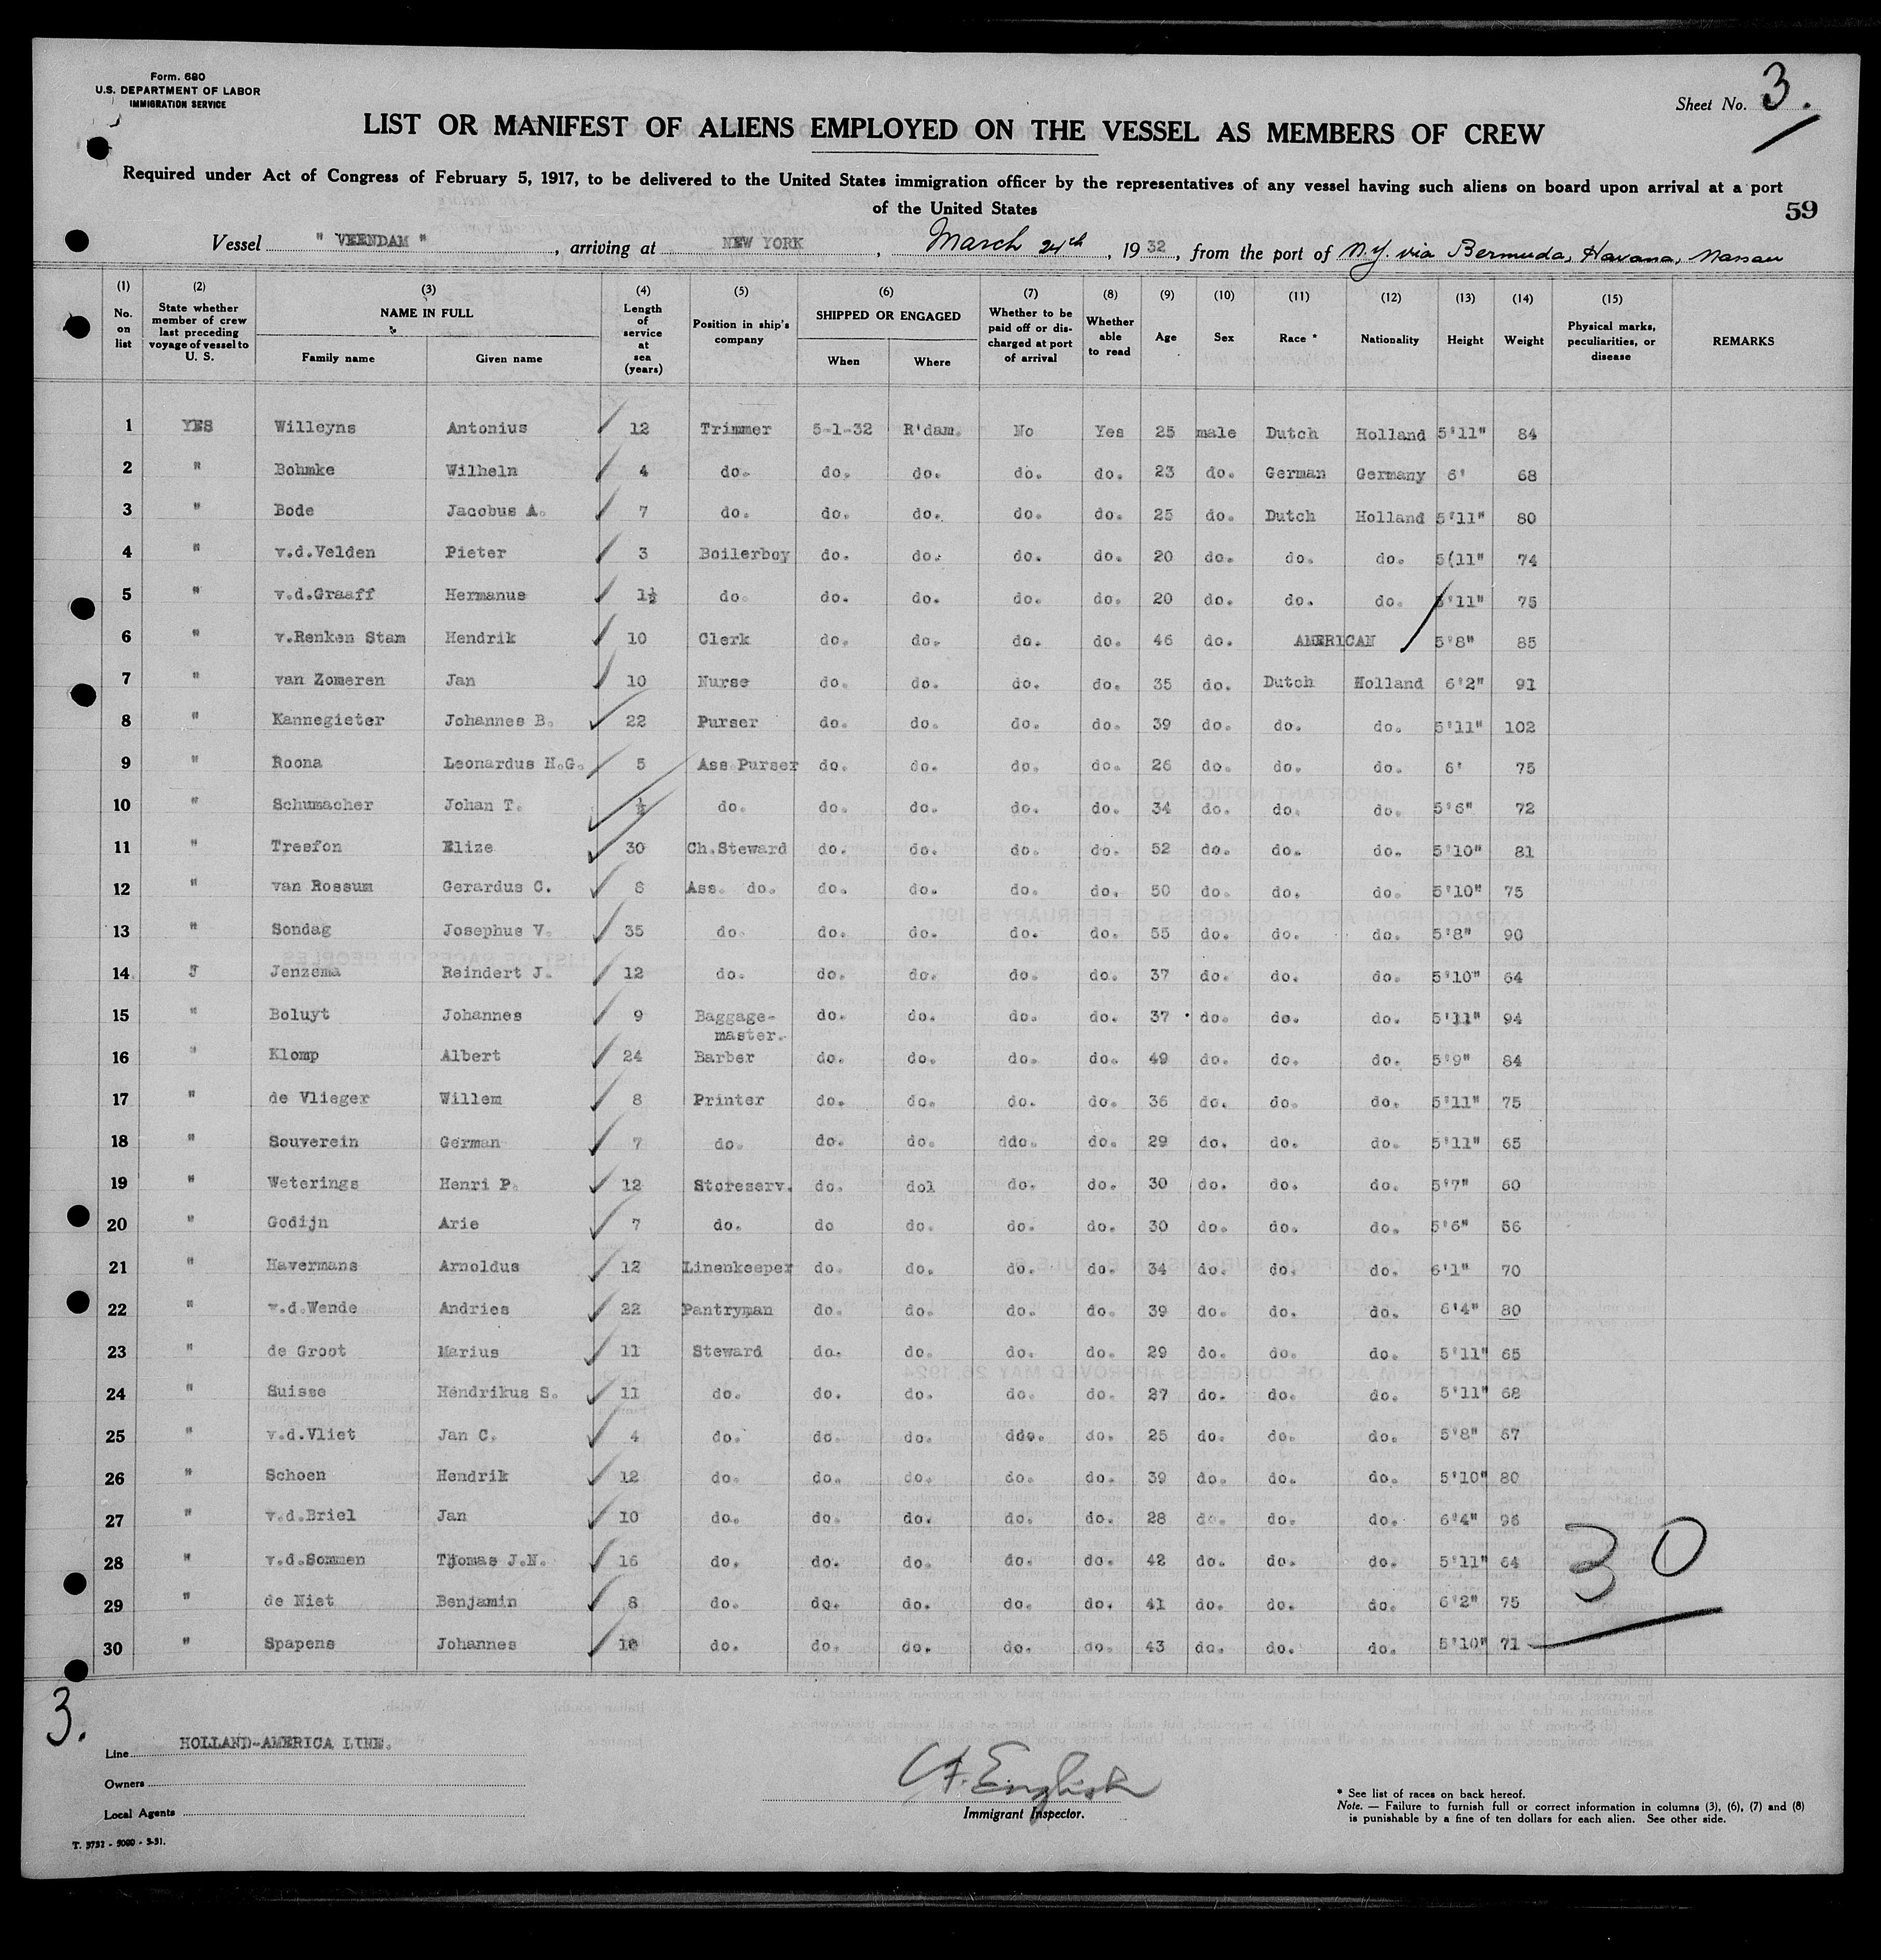 Form. 680
U.S. DEPARTMENT OF LABOR
IMMIGRATION SERVICE
Sheet No. 3.
LIST OR MANIFEST OF ALIENS EMPLOYED ON THE VESSEL AS MEMBERS OF CREW
Required under Act of Congress of February 5, 1917, to be delivered to the United States immigration officer by the representatives of any vessel having such aliens on board upon arrival at a port
of the United States
59
Vessel " VEENDAM ", arriving at NEW YORK, March 24th, 1932, from the port of N.Y. via Bermuda, Havana, Nassau
(1) No. on list (2) State whether member of crew last preceding voyage of vessel to U. S. (3) NAME IN FULL Family name Given name (4) Length of service at sea (years) (5) Position in ship's company (6) SHIPPED OR ENGAGED When Where (7) Whether to be paid off or discharged at port of arrival (8) Whether able to read (9) Age (10) Sex (11) Race * (12) Nationality (13) Height (14) Weight (15) Physical marks, peculiarities, or disease REMARKS
1 YES Willeyns Antonius 12 Trimmer 5-1-32 R'dam. No Yes 25 male Dutch Holland 5'11" 84
2 " Bohmke Wilheln 4 do. do. do. do. do. 23 do. German Germany 6' 68
3 " Bode Jacobus A. 7 do. do. do. do. do. 25 do. Dutch Holland 5'11" 80
4 " v.d.Velden Pieter 3 Boilerboy do. do. do. do. 20 do. do. do. 5(11" 74
5 " v.d.Graaff Hermanus 1½ do. do. do. do. do. 20 do. do. do. 5'11" 75
6 " v.Renken Stam Hendrik 10 Clerk do. do. do. do. 46 do. AMERICAN 5'8" 85
7 " van Zomeren Jan 10 Nurse do. do. do. do. 35 do. Dutch Holland 6'2" 91
8 " Kannegieter Johannes B. 22 Purser do. do. do. do. 39 do. do. do. 5'11" 102
9 " Roona Leonardus H.G. 5 Ass Purser do. do. do. do. 26 do. do. do. 6' 75
10 " Schumacher Johan T. ½ do. do. do. do. do. 34 do. do. do. 5'6" 72
11 " Treefon Elize 30 Ch.Steward do. do. do. do. 52 do. do. do. 5'10" 81
12 " van Rossum Gerardus C. 8 Ass. do. do. do. do. do. 50 do. do. do. 5'10" 75
13 " Sondag Josephus V. 35 do. do. do. do. do. 55 do. do. do. 5'8" 90
14 Jenzema Reindert J. 12 do. do. do. do. do. 37 do. do. do. 5'10" 64
15 " Boluyt Johannes 9 Baggage-master. do. do. do. do. 37 do. do. do. 5'11" 94
16 " Klomp Albert 24 Barber do. do. do. do. 49 do. do. do. 5'9" 84
17 " de Vlieger Willem 8 Printer do. do. do. do. 36 do. do. do. 5'11" 75
18 " Souverein German 7 do. do. do. ddo. do. 29 do. do. do. 5'11" 65
19 " Weterings Henri P. 12 Storeserv. do. dol do. do. 30 do. do. do. 5'7" 60
20 " Godijn Arie 7 do. do do. do. do. 30 do. do. do. 5'6" 56
21 " Havermans Arnoldus 12 Linenkeeper do. do. do. do. 34 do. do. do. 6'1" 70
22 " v.d.Wende Andries 22 Pantryman do. do. do. do. 39 do. do. do. 6'4" 80
23 " de Groot Marius 11 Steward do. do. do. do. 29 do. do. do. 5'11" 65
24 " Suisse Hendrikus S. 11 do. do. do. do. do. 27 do. do. do. 5'11" 68
25 " v.d.Vliet Jan C. 4 do. do. do. ddo. do. 25 do. do. do. 5'8" 67
26 " Schoen Hendrik 12 do. do. do. do. do. 39 do. do. do. 5'10" 80
27 " v.d.Briel Jan 10 do. do. do. do. do. 28 do. do. do. 6'4" 96
28 " v.d.Sommen Thomas J.N. 16 do. do. do. do. do. 42 do. do. do. 5'11" 64
29 " de Niet Benjamin 8 do. do. do. do. do. 41 do. do. do. 6'2" 75
30 " Spapens Johannes 10 do. do. do. do. do. 43 do. do. do. 5'10" 71
30
3.
Line HOLLAND-AMERICA LINE.
Owners
Local Agents
T. 3732 - 5000 - 3-31.
English
Immigrant Inspector.
* See list of races on back hereof.
Note. — Failure to furnish full or correct information in columns (3), (6), (7) and (8)
is punishable by a fine of ten dollars for each alien. See other side.